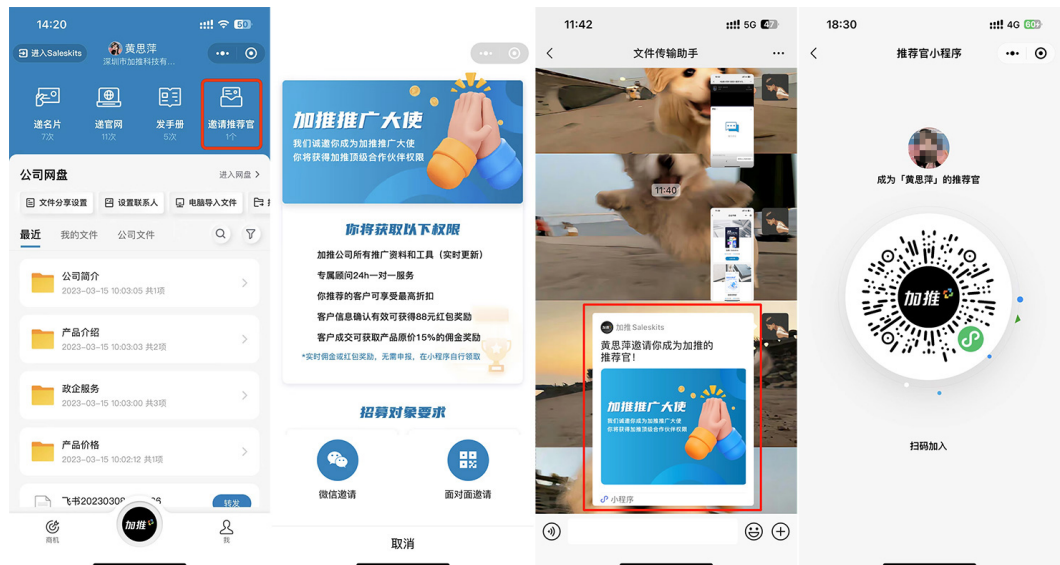 14:20
5G
进入Saleskits
黄思萍
深圳市加推科技有...
递名片
7次
递官网
11次
发手册
5次
邀请推荐官
1个
公司网盘
进入网盘
文件分享设置
设置联系人
电脑导入文件
最近
我的文件
公司文件
公司简介
2023-03-15 10:03:05 共1项
产品介绍
2023-03-15 10:03:03 共2项
政企服务
2023-03-15 10:03:00 共3项
产品价格
2023-03-15 10:02:12 共1项
飞书20230308
转发
商机
加推
我
加推推广大使
我们诚邀你成为加推推广大使
你将获得加推顶级合作伙伴权限
你将获取以下权限
加推公司所有推广资料和工具（实时更新）
专属顾问24h一对一服务
你推荐的客户可享受最高折扣
客户信息确认有效可获得88元红包奖励
客户成交可获取产品原价15%的佣金奖励
*实时佣金或红包奖励，无需申报，在小程序自行领取
招募对象要求
微信邀请
面对面邀请
取消
11:42
5G
47
文件传输助手
11:40
加推 Saleskits
黄思萍邀请你成为加推的
推荐官！
加推推广大使
我们诚邀你成为加推推广大使
你将获得加推顶级合作伙伴权限
小程序
18:30
4G
60
推荐官小程序
成为「黄思萍」的推荐官
加推
扫码加入